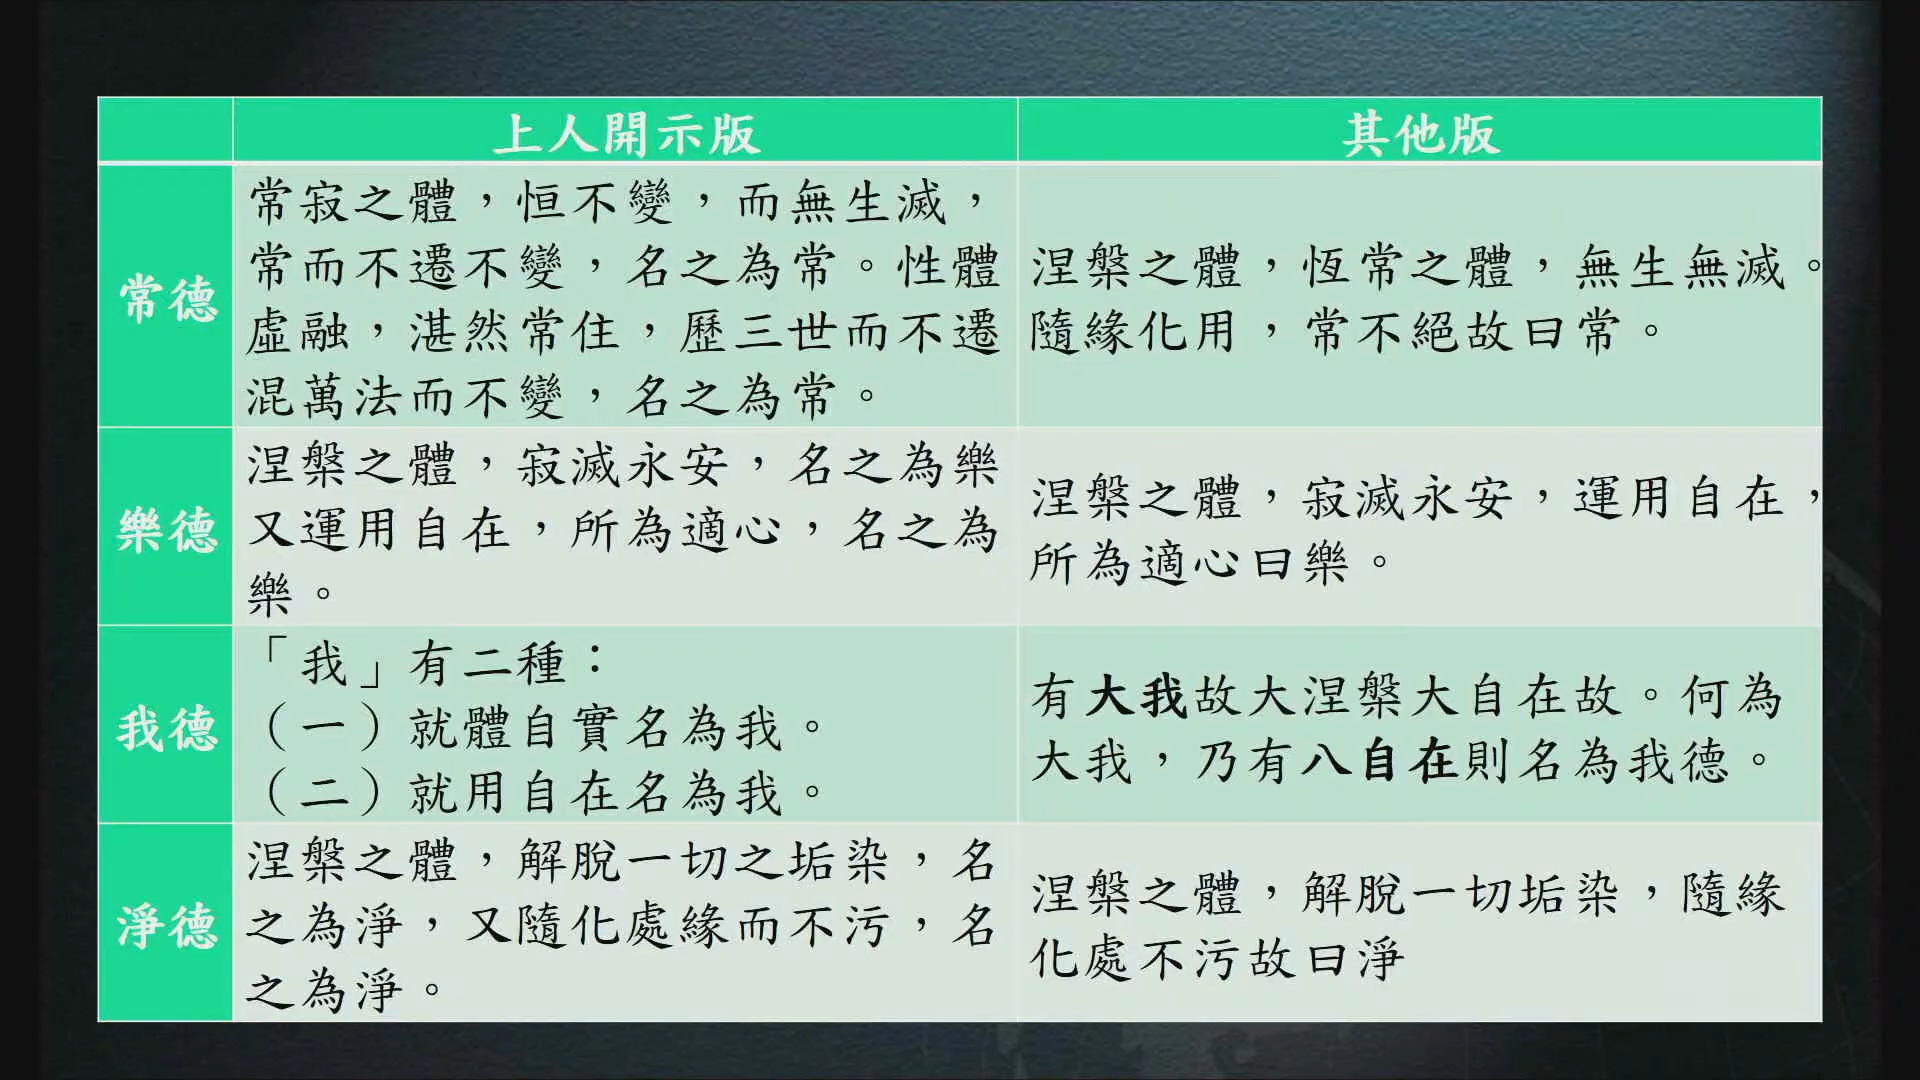 上人開示版
其他版
常德
常寂之體，恒不變，而無生滅，
常而不遷不變，名之為常。性體
虛融，湛然常住，歷三世而不遷
混萬法而不變，名之為常。
涅槃之體，恆常之體，無生無滅。
隨緣化用，常不絕故曰常。
樂德
涅槃之體，寂滅永安，名之為樂
又運用自在，所為適心，名之為
樂。
涅槃之體，寂滅永安，運用自在，
所為適心曰樂。
我德
「我」有二種：
（一）就體自實名為我。
（二）就用自在名為我。
有大我故大涅槃大自在故。何為
大我，乃有八自在則名為我德。
淨德
涅槃之體，解脫一切之垢染，名
之為淨，又隨化處緣而不污，名
之為淨。
涅槃之體，解脫一切垢染，隨緣
化處不污故曰淨